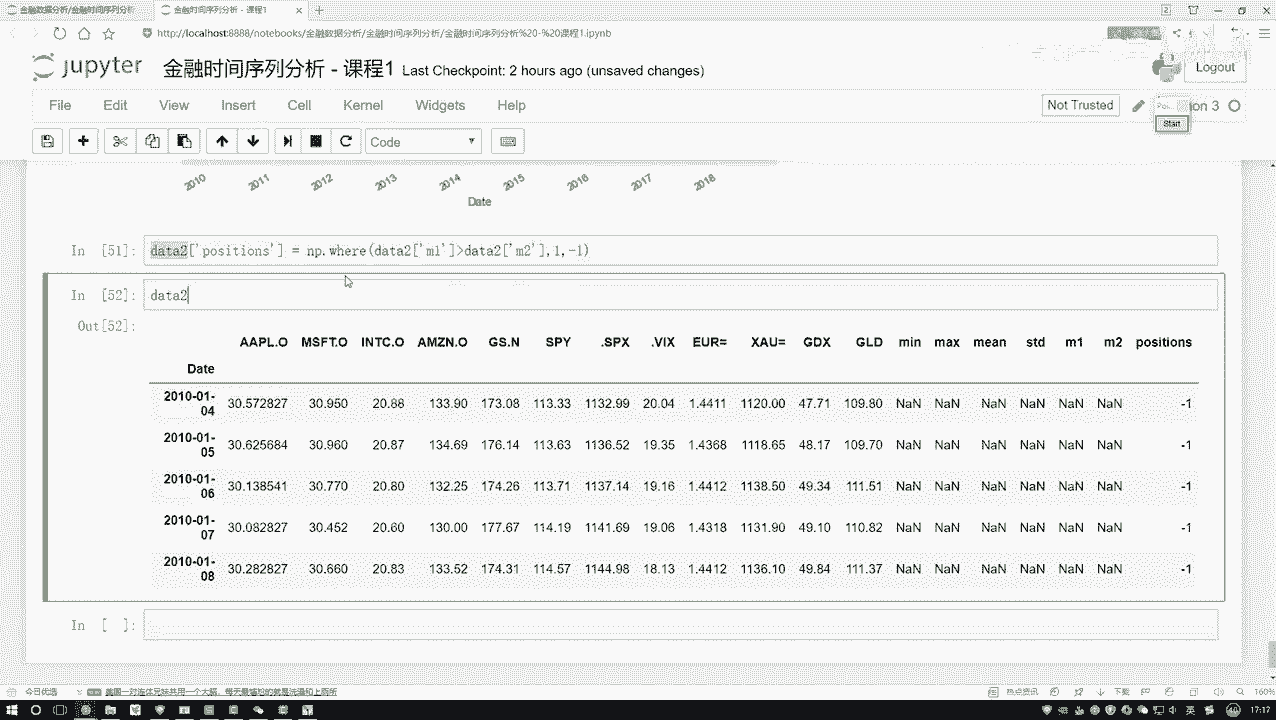 金融数据分析/金融时间序列分析
金融时间序列分析 - 课程1
http://localhost:8888/notebooks/金融数据分析/金融时间序列分析/金融时间序列分析%20-%20课程1.ipynb
jupyter 金融时间序列分析 - 课程1 Last Checkpoint: 2 hours ago (unsaved changes)
Logout
File Edit View Insert Cell Kernel Widgets Help
Not Trusted
on 3
Start
Code
2010 2011 2012 2013 2014 2015 2016 2017 2018
Date
In [51]: data2['positions'] = np.where(data2['m1']>data2['m2'],1,-1)
In [52]: data2
Out[52]:
AAPL.O MSFT.O INTC.O AMZN.O GS.N SPY .SPX .VIX EUR= XAU= GDX GLD min max mean std m1 m2 positions
Date
2010-01-04 30.572827 30.950 20.88 133.90 173.08 113.33 1132.99 20.04 1.4411 1120.00 47.71 109.80 NaN NaN NaN NaN NaN NaN -1
2010-01-05 30.625684 30.960 20.87 134.69 176.14 113.63 1136.52 19.35 1.4368 1118.65 48.17 109.70 NaN NaN NaN NaN NaN NaN -1
2010-01-06 30.138541 30.770 20.80 132.25 174.26 113.71 1137.14 19.16 1.4412 1138.50 49.34 111.51 NaN NaN NaN NaN NaN NaN -1
2010-01-07 30.082827 30.452 20.60 130.00 177.67 114.19 1141.69 19.06 1.4318 1131.90 49.10 110.82 NaN NaN NaN NaN NaN NaN -1
2010-01-08 30.282827 30.660 20.83 133.52 174.31 114.57 1144.98 18.13 1.4412 1136.10 49.84 111.37 NaN NaN NaN NaN NaN NaN -1
In [ ]:
今日优选
热点资讯
下载
160%
英
17:17